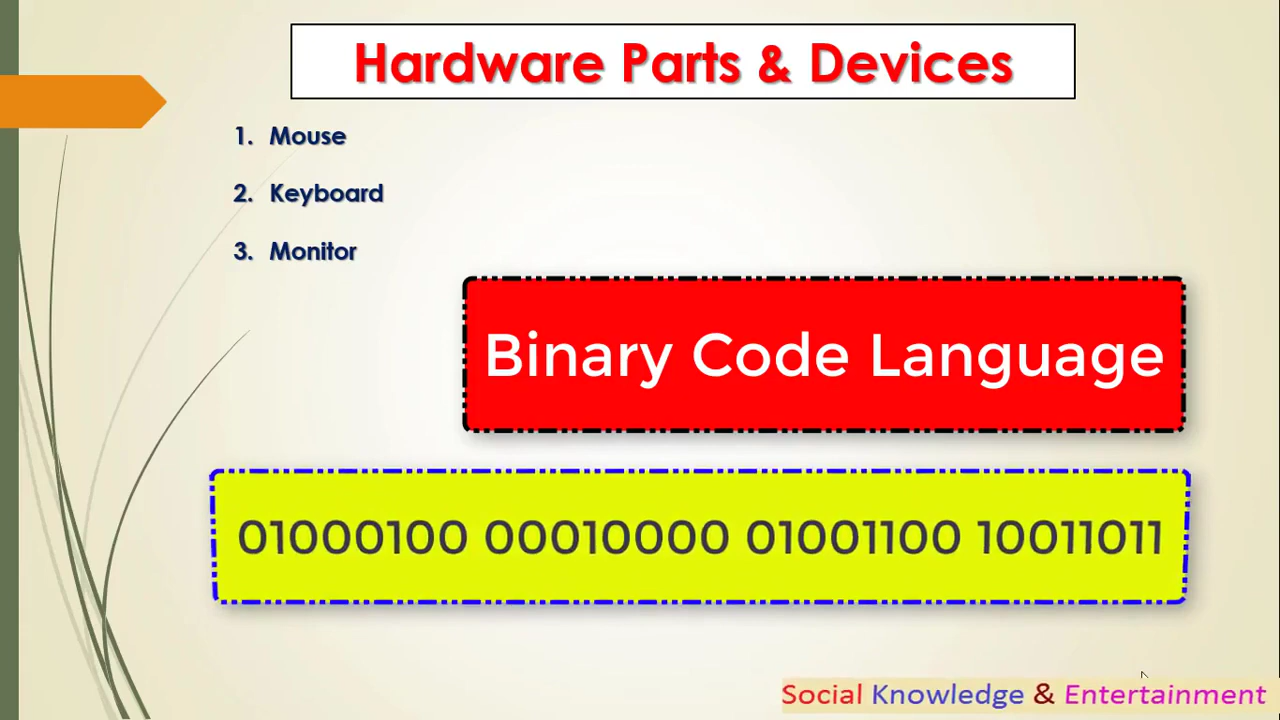 Hardware Parts & Devices
1. Mouse
2. Keyboard
3. Monitor
Binary Code Language
01000100 00010000 01001100 10011011
Social Knowledge & Entertainment